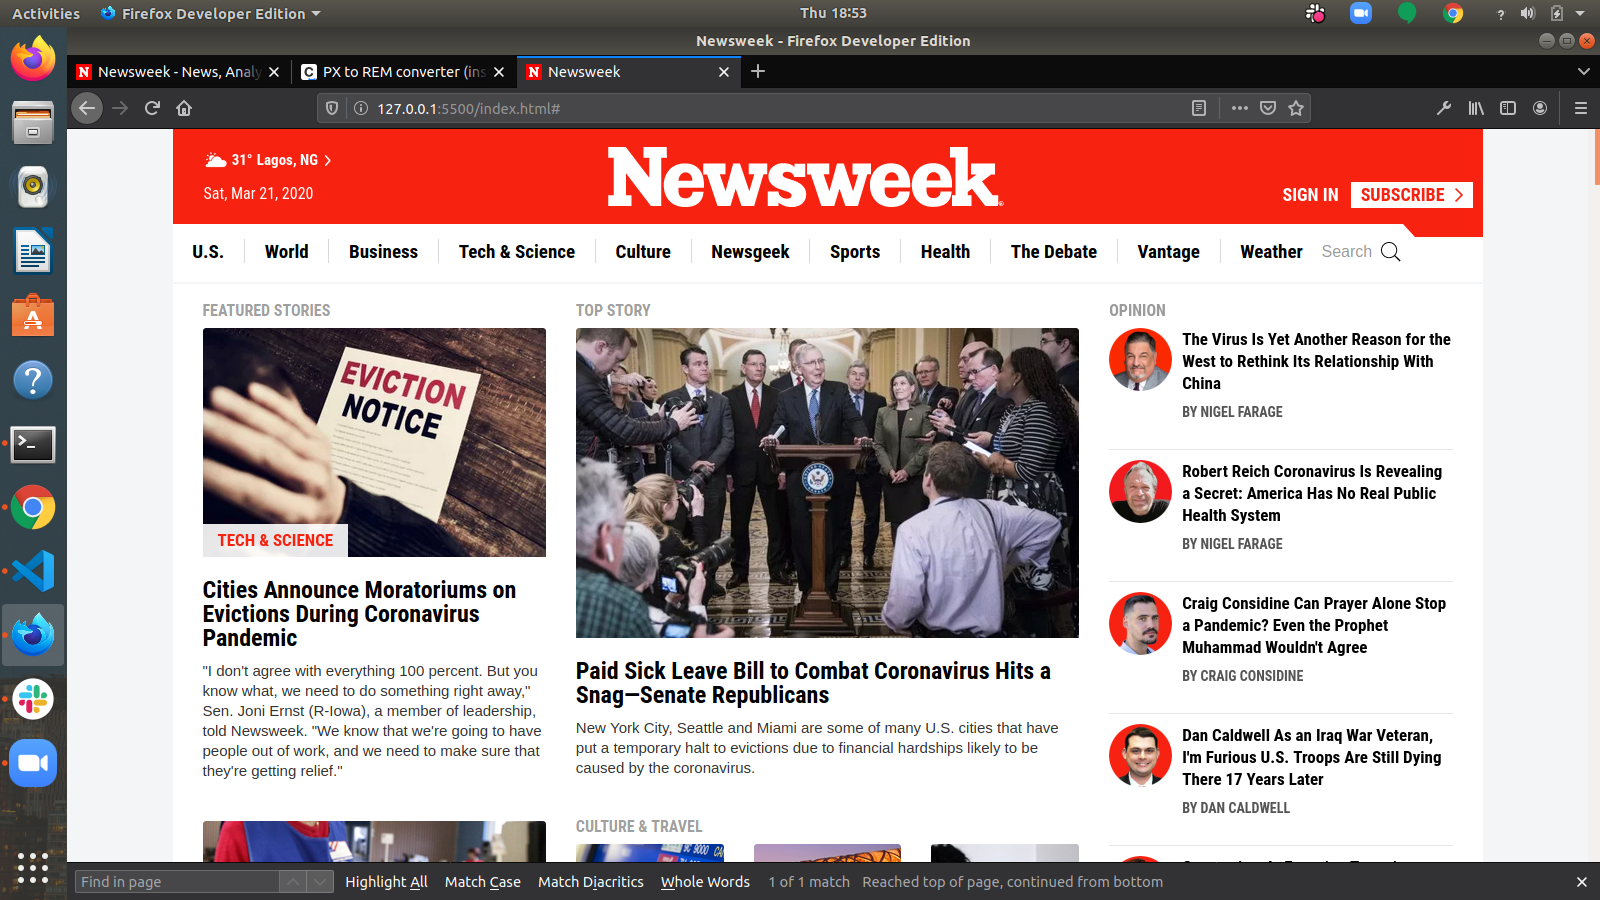 Activities
Firefox Developer Edition
Thu 18:53
Newsweek - Firefox Developer Edition
Newsweek - News, Analy
PX to REM converter (ins
Newsweek
127.0.0.1:5500/index.html#
31° Lagos, NG
Sat, Mar 21, 2020
Newsweek
SIGN IN
SUBSCRIBE
U.S.
World
Business
Tech & Science
Culture
Newsgeek
Sports
Health
The Debate
Vantage
Weather
Search
FEATURED STORIES
EVICTION
NOTICE
TECH & SCIENCE
Cities Announce Moratoriums on
Evictions During Coronavirus
Pandemic
"I don't agree with everything 100 percent. But you
know what, we need to do something right away,"
Sen. Joni Ernst (R-Iowa), a member of leadership,
told Newsweek. "We know that we're going to have
people out of work, and we need to make sure that
they're getting relief."
TOP STORY
Paid Sick Leave Bill to Combat Coronavirus Hits a
Snag—Senate Republicans
New York City, Seattle and Miami are some of many U.S. cities that have
put a temporary halt to evictions due to financial hardships likely to be
caused by the coronavirus.
CULTURE & TRAVEL
OPINION
The Virus Is Yet Another Reason for the
West to Rethink Its Relationship With
China
BY NIGEL FARAGE
Robert Reich Coronavirus Is Revealing
a Secret: America Has No Real Public
Health System
BY NIGEL FARAGE
Craig Considine Can Prayer Alone Stop
a Pandemic? Even the Prophet
Muhammad Wouldn't Agree
BY CRAIG CONSIDINE
Dan Caldwell As an Iraq War Veteran,
I'm Furious U.S. Troops Are Still Dying
There 17 Years Later
BY DAN CALDWELL
Find in page
Highlight All
Match Case
Match Diacritics
Whole Words
1 of 1 match
Reached top of page, continued from bottom